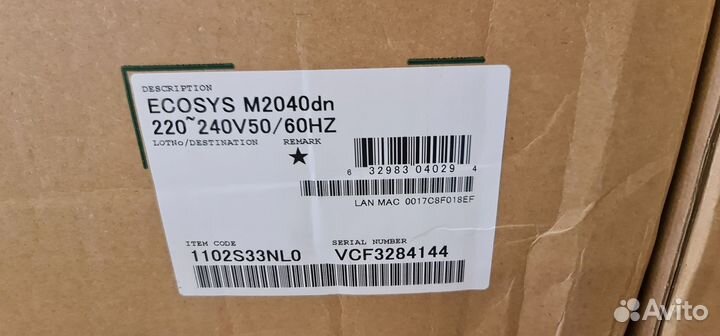 DESCRIPTION
ECOSYS M2040dn
220~240V50/60HZ
LOTNo/DESTINATION REMARK
★
6 32983 04029 4
LAN MAC 0017C8F018EF
ITEM CODE SERIAL NUMBER
1102S33NL0 VCF3284144
Avito